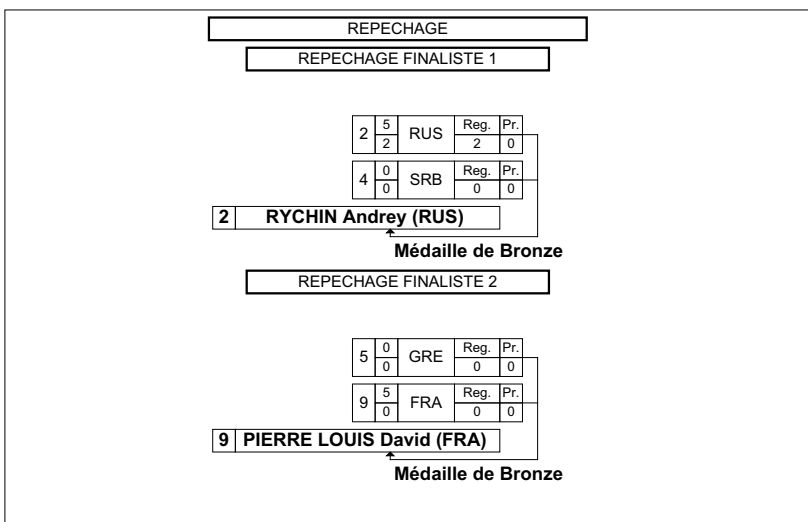 REPECHAGE
REPECHAGE FINALISTE 1
2 5 RUS Reg. Pr.
2 2 0
4 0 SRB Reg. Pr.
0 0 0
2 RYCHIN Andrey (RUS)
Médaille de Bronze
REPECHAGE FINALISTE 2
5 0 GRE Reg. Pr.
0 0 0
9 5 FRA Reg. Pr.
0 0 0
9 PIERRE LOUIS David (FRA)
Médaille de Bronze